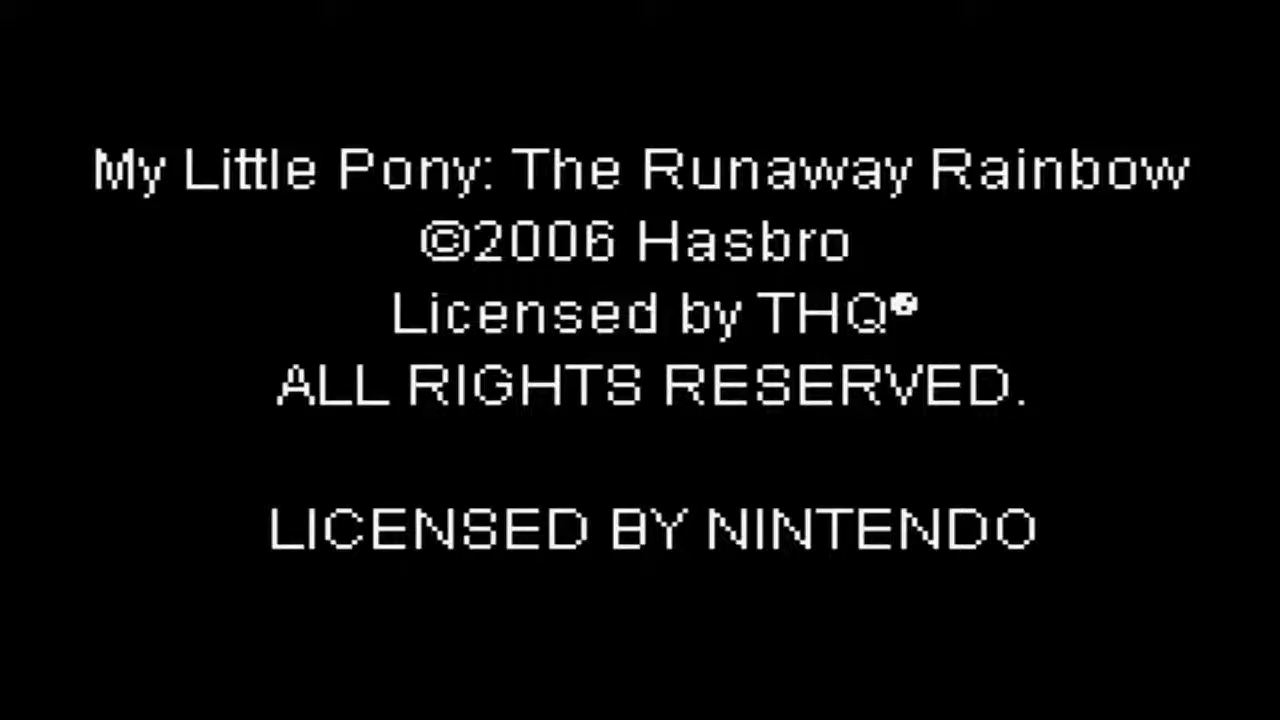 My Little Pony: The Runaway Rainbow
©2006 Hasbro
Licensed by THQ®
ALL RIGHTS RESERVED.
LICENSED BY NINTENDO